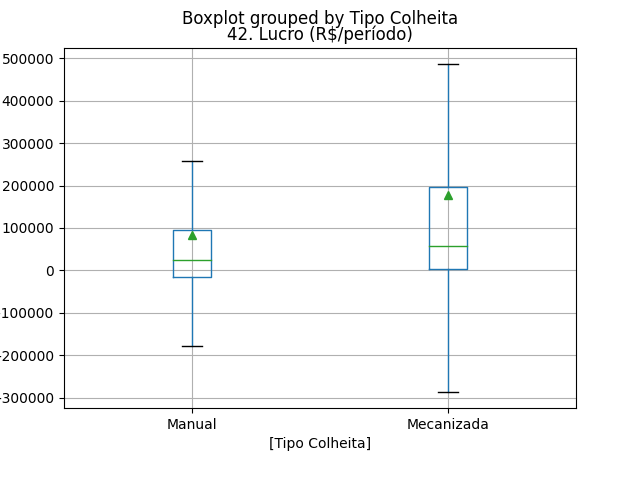 Boxplot grouped by Tipo Colheita
42. Lucro (R$/período)
500000
400000
300000
200000
100000
0
100000
200000
300000
Manual Mecanizada
[Tipo Colheita]